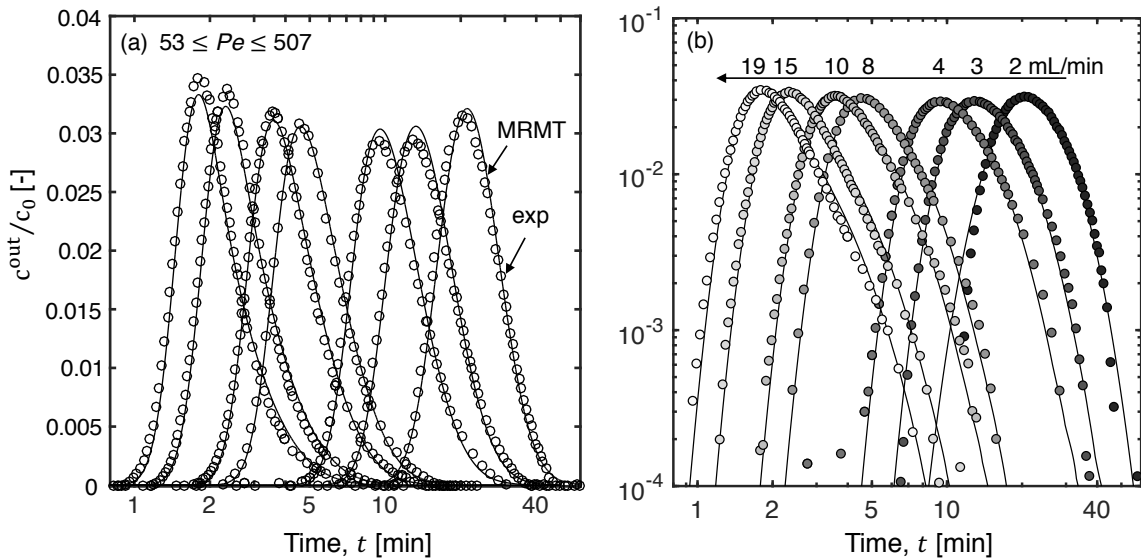 (a) 53 ≤ Pe ≤ 507
0.04
0.035
0.03
0.025
0.02
0.015
0.01
0.005
0
c^out/c_0 [-]
MRMT
exp
1 2 10 40
Time, t [min]
(b)
19 15 10 8 4 3 2 mL/min
10^-1
10^-2
10^-3
10^-4
1 2 5 10 40
Time, t [min]